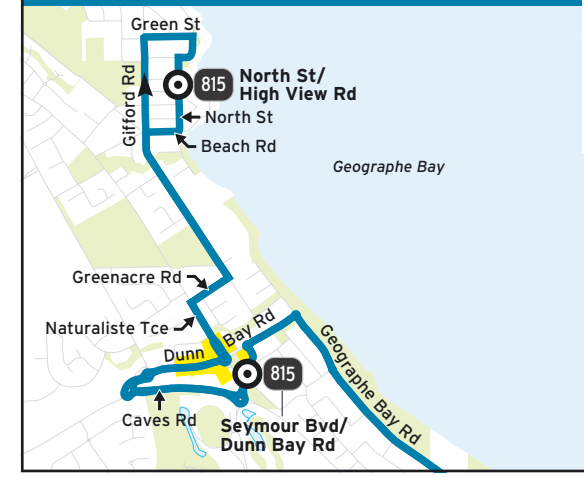 Green St
Gifford Rd
815
North St/
High View Rd
North St
Beach Rd
Geographe Bay
Greenacre Rd
Naturaliste Tce
Dunn Bay Rd
Geographe Bay Rd
815
Caves Rd
Seymour Bvd/
Dunn Bay Rd